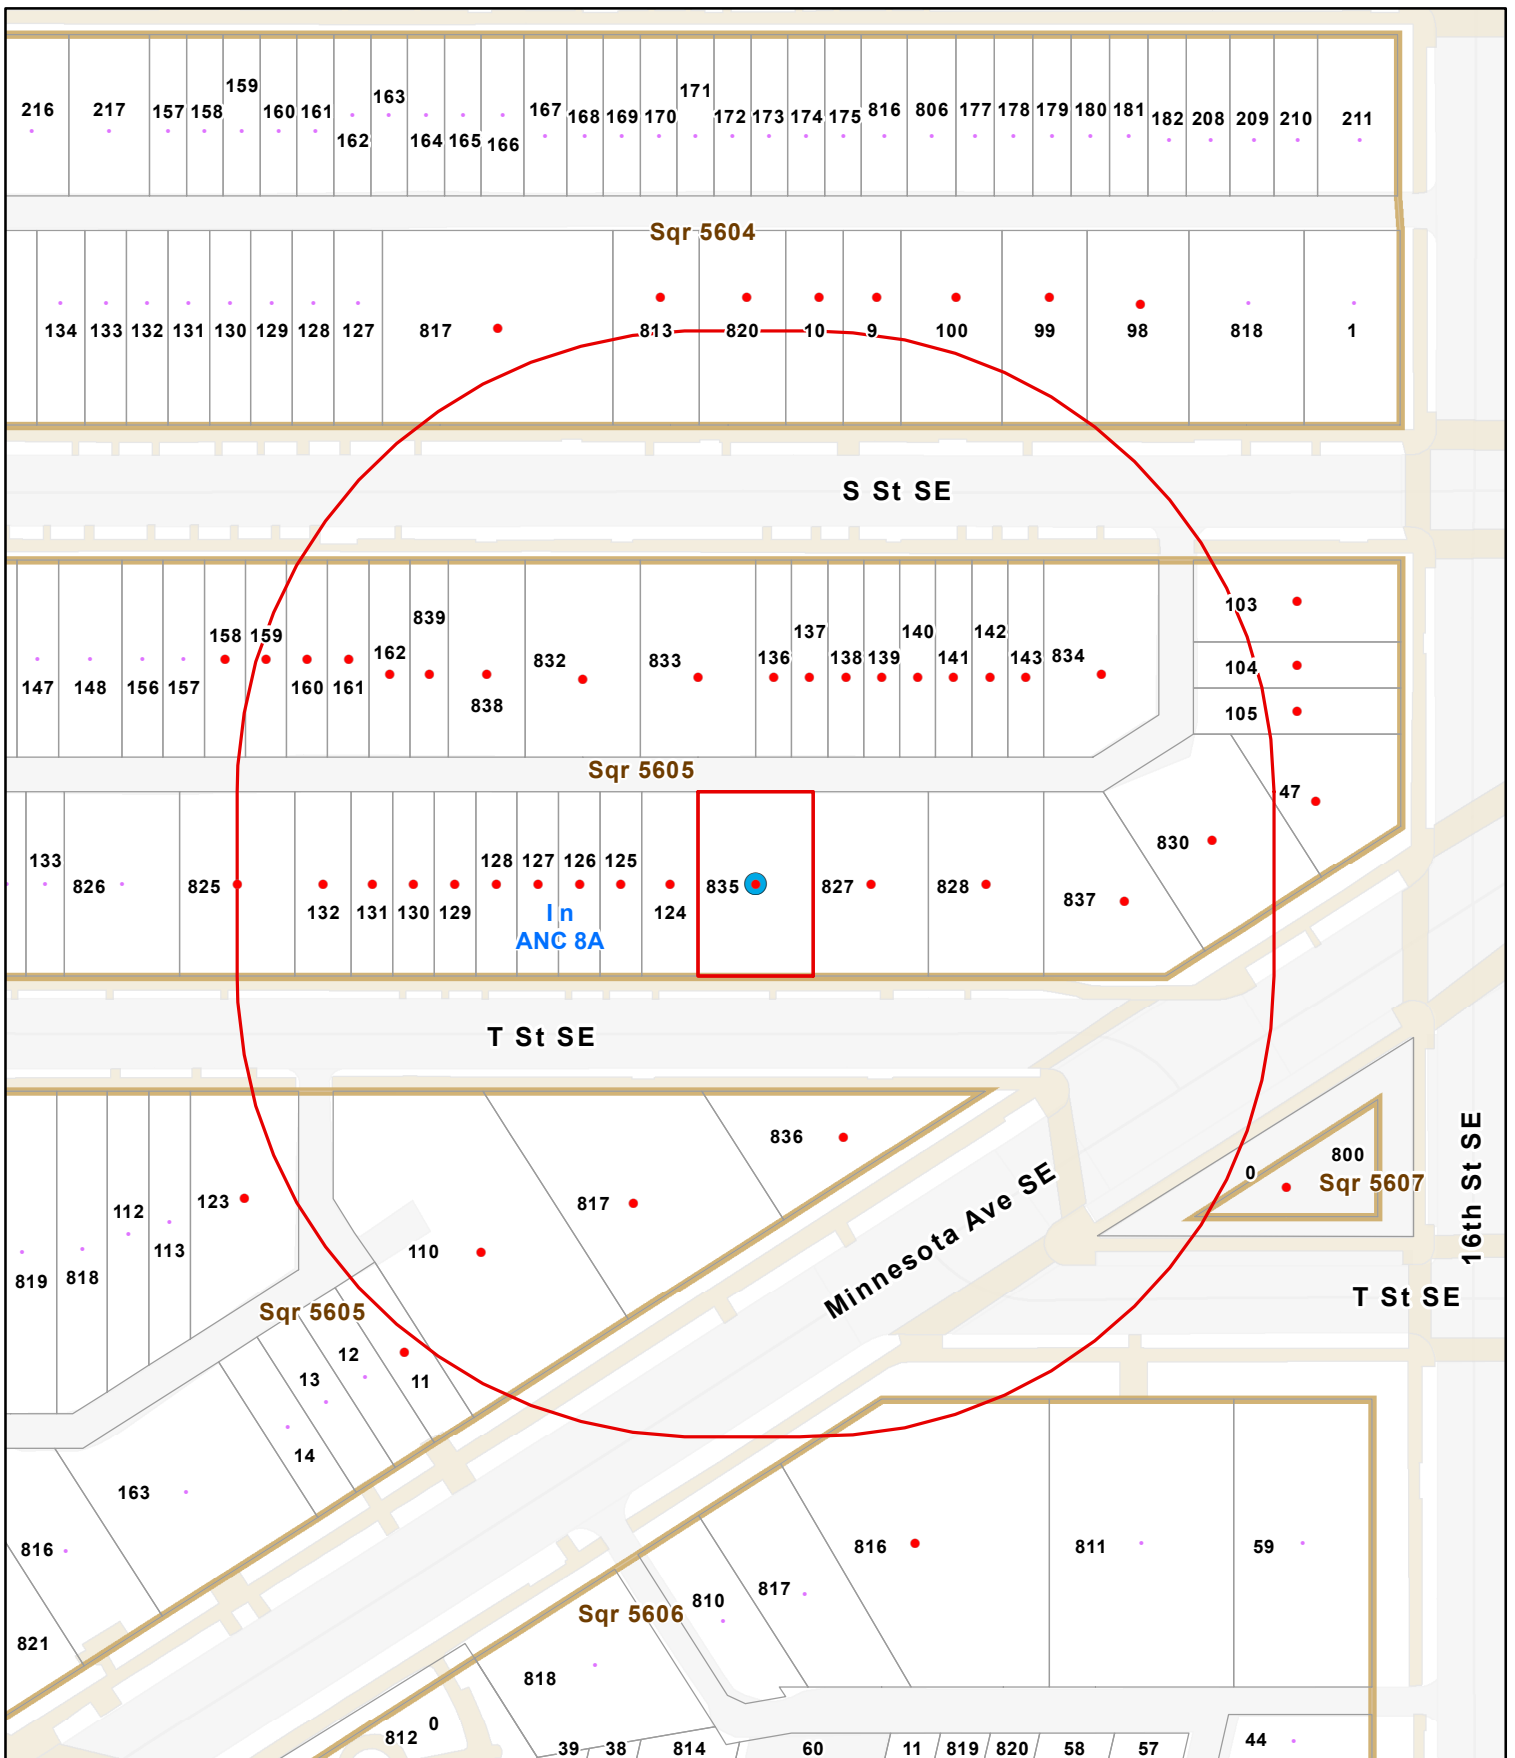 216 217 157 158 159 160 161 162 163 164 165 166 167 168 169 170 171 172 173 174 175 816 806 177 178 179 180 181 182 208 209 210 211
Sqr 5604
134 133 132 131 130 129 128 127 817 813 820 10 9 100 99 98 818 1
S St SE
147 148 156 157 158 159 160 161 162 839 838 832 833 136 137 138 139 140 141 142 143 834 103
104
105
Sqr 5605
47
133 826 825 132 131 130 129 128 127 126 125 124 835 827 828 837 830
In
ANC 8A
T St SE
836
800
0
Sqr 5607
819 818 112 113 123 110 817
Minnesota Ave SE
16th St SE
T St SE
Sqr 5605
12
13 11
14
163
816
821
816 811 59
817
810
Sqr 5606
818
812 0
39 38 814 60 11 819 820 58 57 44